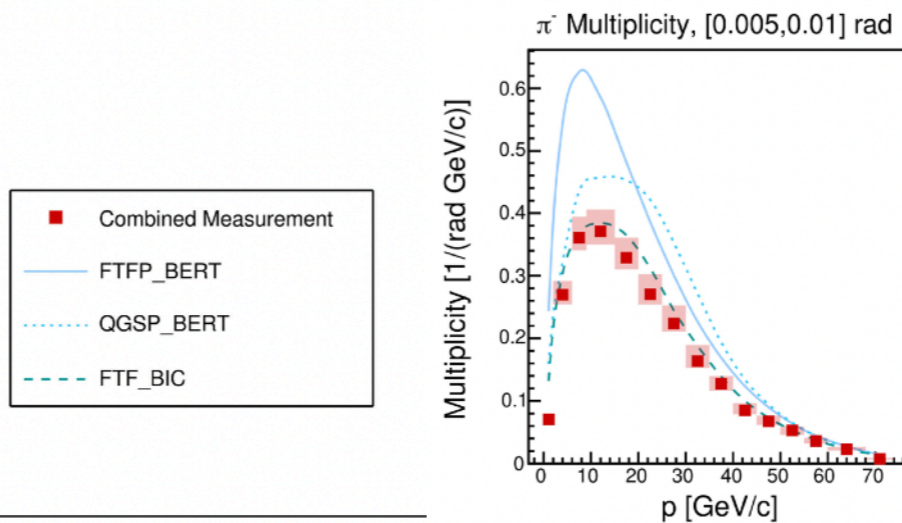 π⁻ Multiplicity, [0.005,0.01] rad
Combined Measurement
FTFP_BERT
QGSP_BERT
FTF_BIC
Multiplicity [1/(rad GeV/c)]
0.6
0.5
0.4
0.3
0.2
0.1
0
0 10 20 30 40 50 60 70
p [GeV/c]